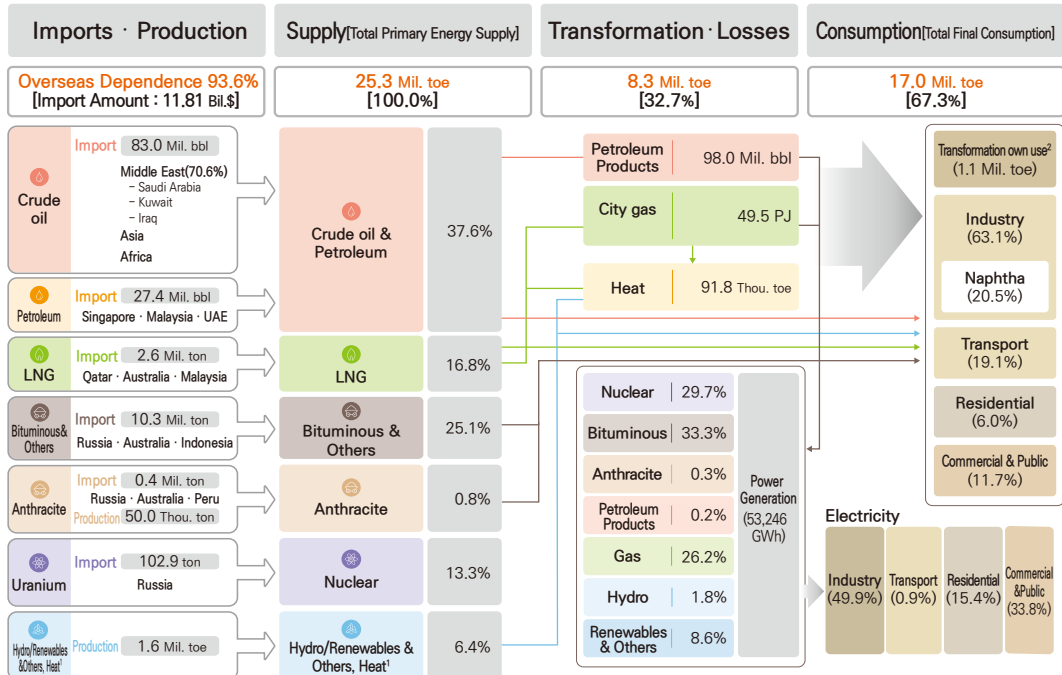 Imports · Production
Overseas Dependence 93.6%
[Import Amount : 11.81 Bil.$]
Crude
oil
Import 83.0 Mil. bbl
Middle East(70.6%)
– Saudi Arabia
– Kuwait
– Iraq
Asia
Africa
Petroleum
Import 27.4 Mil. bbl
Singapore · Malaysia · UAE
LNG
Import 2.6 Mil. ton
Qatar · Australia · Malaysia
Bituminous&
Others
Import 10.3 Mil. ton
Russia · Australia · Indonesia
Anthracite
Import 0.4 Mil. ton
Russia · Australia · Peru
Production 50.0 Thou. ton
Uranium
Import 102.9 ton
Russia
Hydro/Renewables
&Others, Heat¹
Production 1.6 Mil. toe
Supply[Total Primary Energy Supply]
25.3 Mil. toe
[100.0%]
Crude oil &
Petroleum
37.6%
LNG
16.8%
Bituminous &
Others
25.1%
Anthracite
0.8%
Nuclear
13.3%
Hydro/Renewables &
Others, Heat¹
6.4%
Transformation · Losses
8.3 Mil. toe
[32.7%]
Petroleum
Products
98.0 Mil. bbl
City gas
49.5 PJ
Heat
91.8 Thou. toe
Nuclear 29.7%
Bituminous 33.3%
Anthracite 0.3%
Petroleum
Products
0.2%
Gas 26.2%
Hydro 1.8%
Renewables
& Others
8.6%
Power
Generation
(53,246
GWh)
Consumption[Total Final Consumption]
17.0 Mil. toe
[67.3%]
Transformation own use²
(1.1 Mil. toe)
Industry
(63.1%)
Naphtha
(20.5%)
Transport
(19.1%)
Residential
(6.0%)
Commercial & Public
(11.7%)
Electricity
Industry
(49.9%)
Transport
(0.9%)
Residential
(15.4%)
Commercial
&Public
(33.8%)